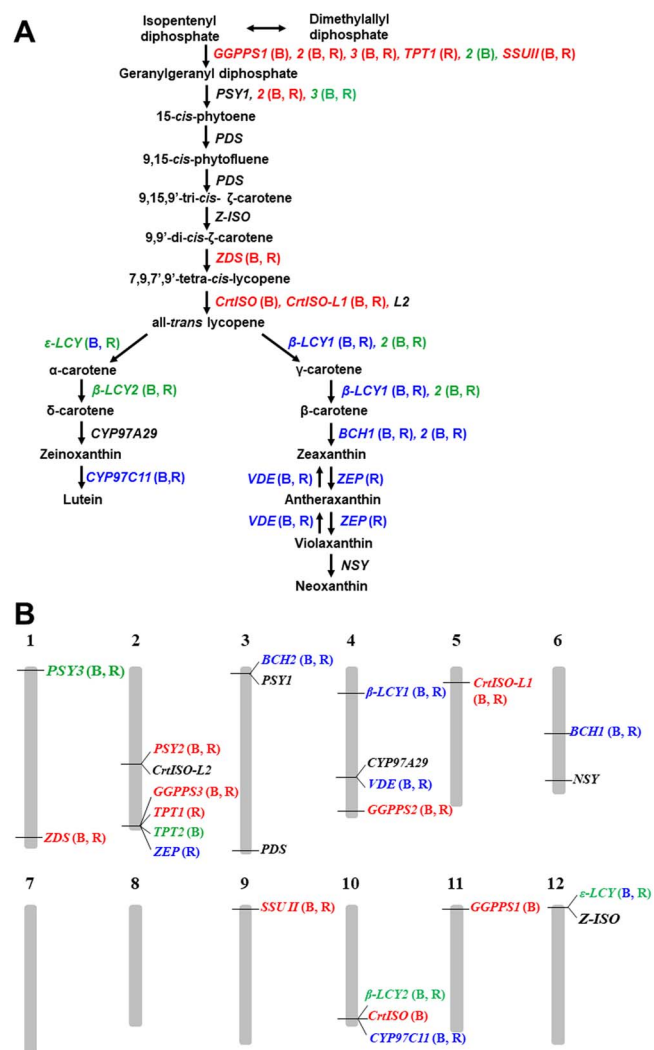 A
Isopentenyl diphosphate
Dimethylallyl diphosphate
GGPPS1 (B), 2 (B, R), 3 (B, R), TPT1 (R), 2 (B), SSUII (B, R)
Geranylgeranyl diphosphate
PSY1, 2 (B, R), 3 (B, R)
15-cis-phytoene
PDS
9,15-cis-phytofluene
PDS
9,15,9’-tri-cis- ζ-carotene
Z-ISO
9,9’-di-cis-ζ-carotene
ZDS (B, R)
7,9,7’,9’-tetra-cis-lycopene
CrtISO (B), CrtISO-L1 (B, R), L2
all-trans lycopene
ε-LCY (B, R)
β-LCY1 (B, R), 2 (B, R)
α-carotene
γ-carotene
β-LCY2 (B, R)
β-LCY1 (B, R), 2 (B, R)
δ-carotene
β-carotene
CYP97A29
BCH1 (B, R), 2 (B, R)
Zeinoxanthin
Zeaxanthin
CYP97C11 (B,R)
VDE (B, R)
ZEP (R)
Lutein
Antheraxanthin
VDE (B, R)
ZEP (R)
Violaxanthin
NSY
Neoxanthin
B
1
2
3
4
5
6
PSY3 (B, R)
BCH2 (B, R)
PSY1
β-LCY1 (B, R)
CrtISO-L1
(B, R)
BCH1 (B, R)
PSY2 (B, R)
CrtISO-L2
CYP97A29
VDE (B, R)
NSY
GGPPS3 (B, R)
TPT1 (R)
TPT2 (B)
ZEP (R)
GGPPS2 (B, R)
ZDS (B, R)
PDS
7
8
9
10
11
12
SSU II (B, R)
GGPPS1 (B)
ε-LCY (B, R)
Z-ISO
β-LCY2 (B, R)
CrtISO (B)
CYP97C11 (B, R)